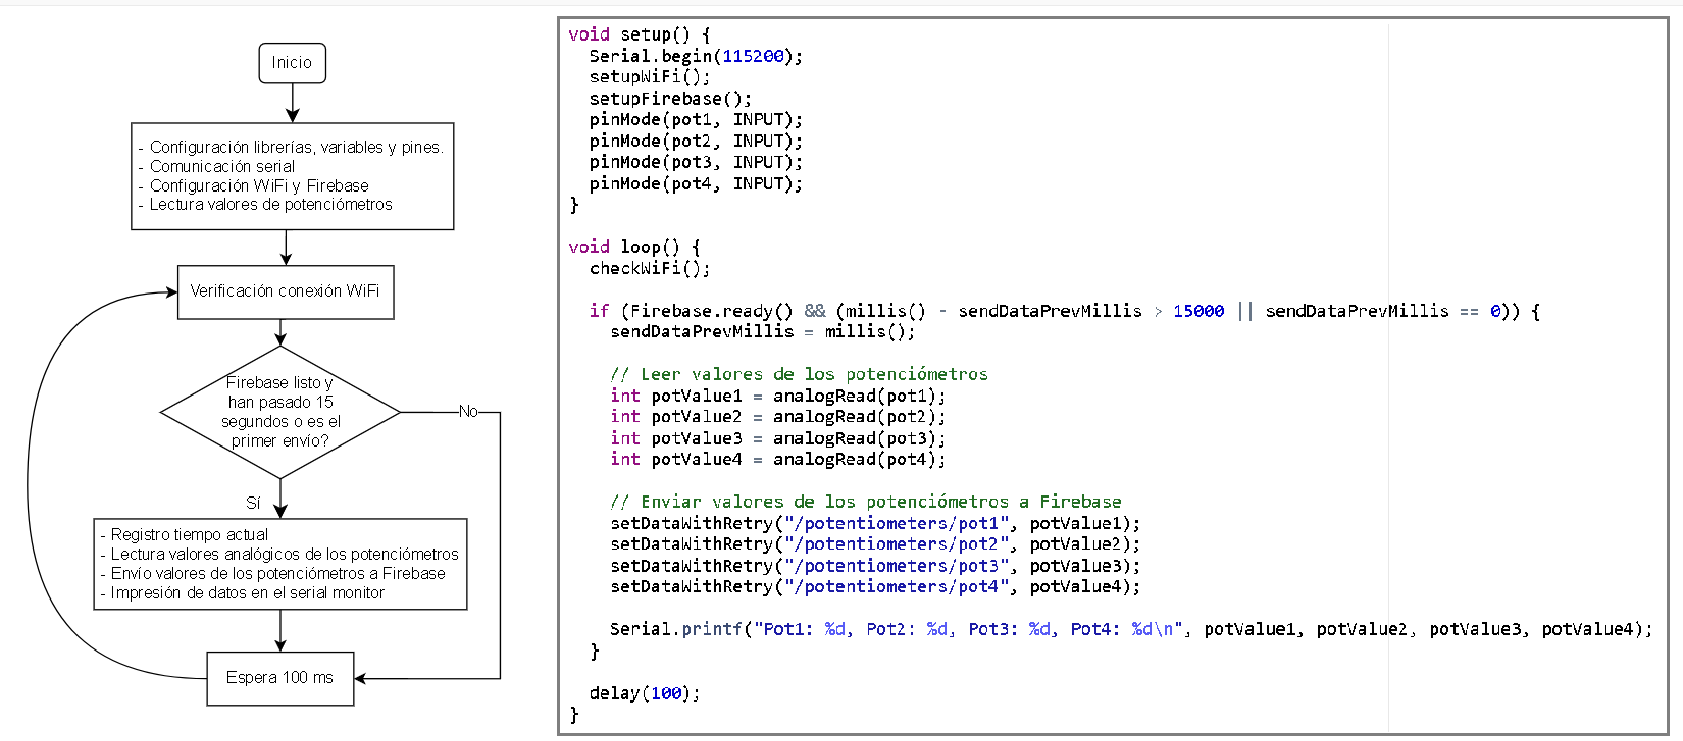 Inicio
- Configuración librerías, variables y pines.
- Comunicación serial
- Configuración WiFi y Firebase
- Lectura valores de potenciómetros
Verificación conexión WiFi
Firebase listo y
han pasado 15
segundos o es el
primer envío?
No
Sí
- Registro tiempo actual
- Lectura valores analógicos de los potenciómetros
- Envío valores de los potenciómetros a Firebase
- Impresión de datos en el serial monitor
Espera 100 ms
void setup() {
Serial.begin(115200);
setupWiFi();
setupFirebase();
pinMode(pot1, INPUT);
pinMode(pot2, INPUT);
pinMode(pot3, INPUT);
pinMode(pot4, INPUT);
}
void loop() {
checkWiFi();
if (Firebase.ready() && (millis() - sendDataPrevMillis > 15000 || sendDataPrevMillis == 0)) {
sendDataPrevMillis = millis();
// Leer valores de los potenciómetros
int potValue1 = analogRead(pot1);
int potValue2 = analogRead(pot2);
int potValue3 = analogRead(pot3);
int potValue4 = analogRead(pot4);
// Enviar valores de los potenciómetros a Firebase
setDataWithRetry("/potentiometers/pot1", potValue1);
setDataWithRetry("/potentiometers/pot2", potValue2);
setDataWithRetry("/potentiometers/pot3", potValue3);
setDataWithRetry("/potentiometers/pot4", potValue4);
Serial.printf("Pot1: %d, Pot2: %d, Pot3: %d, Pot4: %d\n", potValue1, potValue2, potValue3, potValue4);
}
delay(100);
}